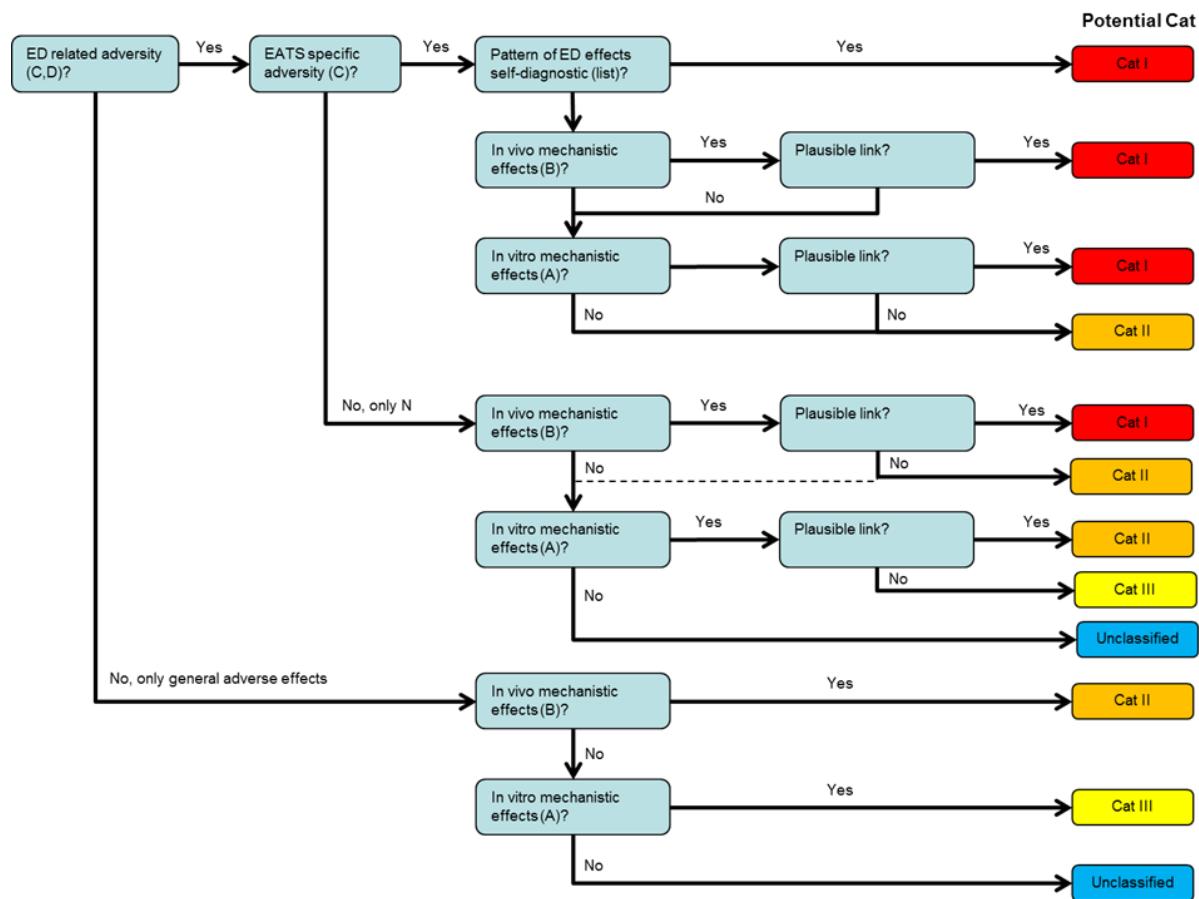 Potential Cat
ED related adversity
(C,D)?
Yes
EATS specific
adversity (C)?
Yes
Pattern of ED effects
self-diagnostic (list)?
Yes
Cat I
In vivo mechanistic
effects (B)?
Yes
Plausible link?
Yes
Cat I
No
In vitro mechanistic
effects (A)?
Plausible link?
Yes
Cat I
No
No
Cat II
No, only N
In vivo mechanistic
effects (B)?
Yes
Plausible link?
Yes
Cat I
No
No
Cat II
In vitro mechanistic
effects (A)?
Yes
Plausible link?
Yes
Cat II
No
No
Cat III
Unclassified
No, only general adverse effects
In vivo mechanistic
effects (B)?
Yes
Cat II
No
In vitro mechanistic
effects (A)?
Yes
Cat III
No
Unclassified